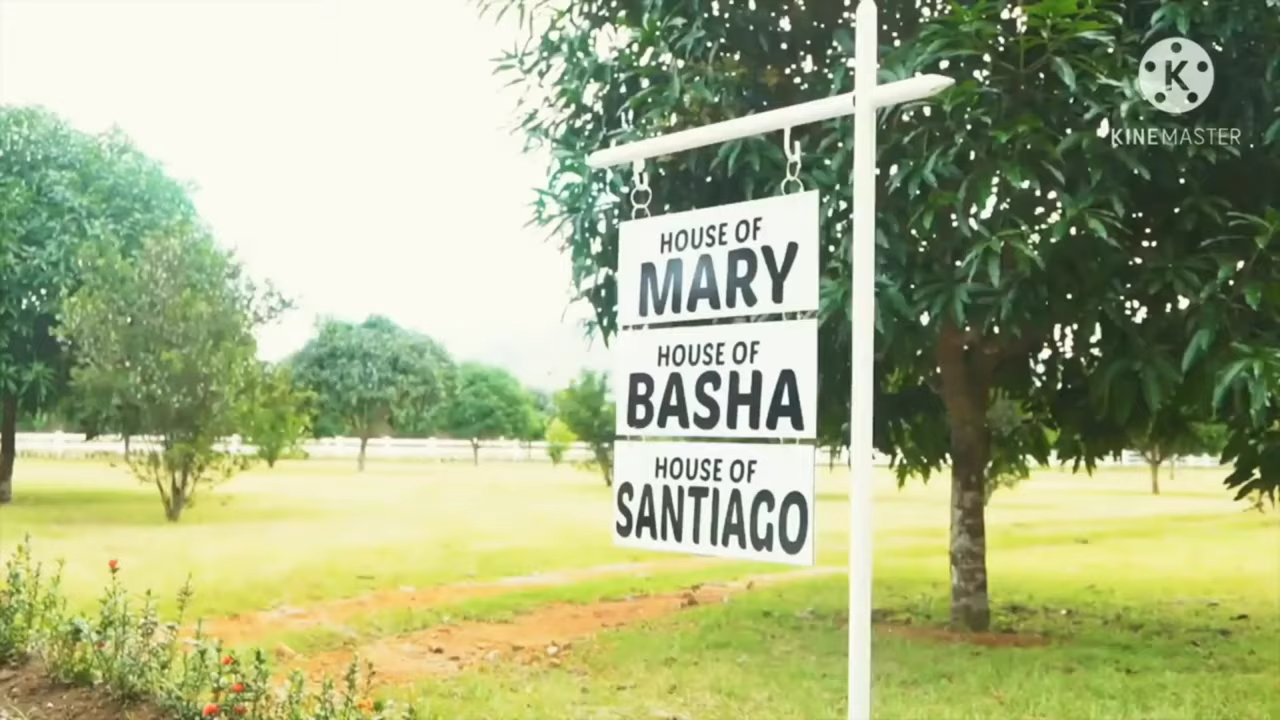 K
KINEMASTER
HOUSE OF
MARY
HOUSE OF
BASHA
HOUSE OF
SANTIAGO